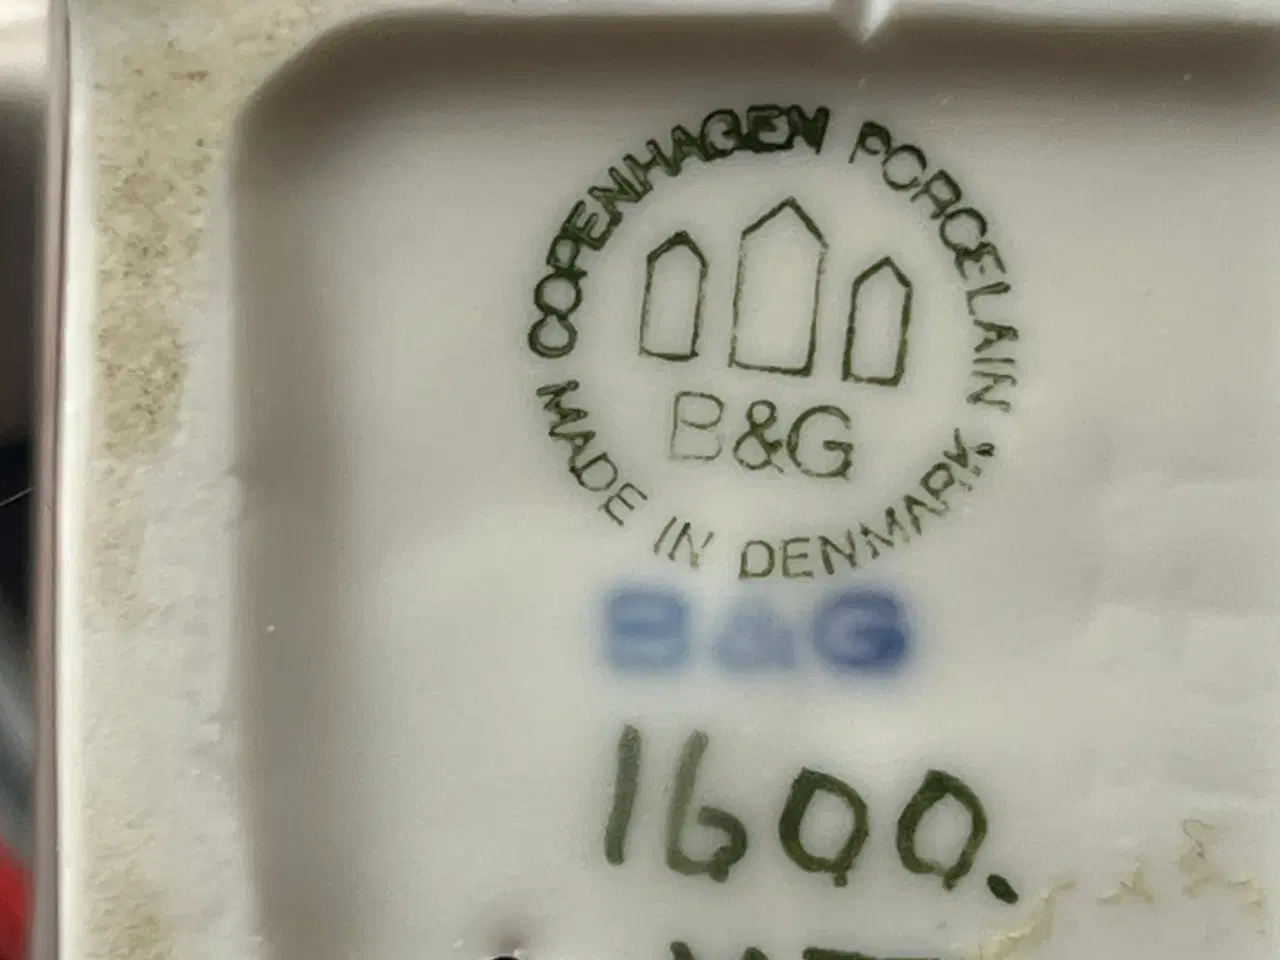 COPENHAGEN PORCELAIN
B&G
MADE IN DENMARK
B&G
1600.